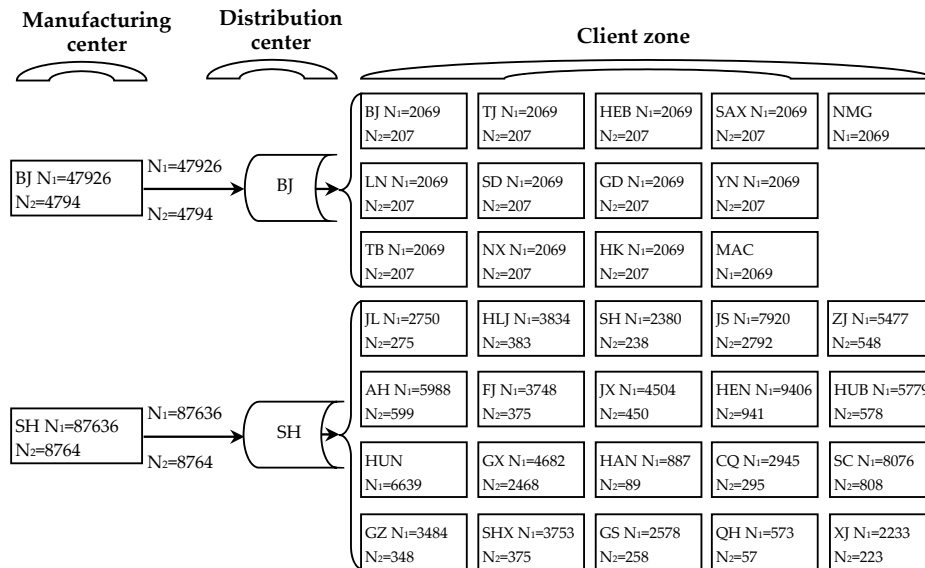 Manufacturing
center
Distribution
center
Client zone
BJ N₁=2069
N₂=207
TJ N₁=2069
N₂=207
HEB N₁=2069
N₂=207
SAX N₁=2069
N₂=207
NMG
N₁=2069
BJ N₁=47926
N₂=4794
N₁=47926
N₂=4794
BJ
LN N₁=2069
N₂=207
SD N₁=2069
N₂=207
GD N₁=2069
N₂=207
YN N₁=2069
N₂=207
TB N₁=2069
N₂=207
NX N₁=2069
N₂=207
HK N₁=2069
N₂=207
MAC
N₁=2069
JL N₁=2750
N₂=275
HLJ N₁=3834
N₂=383
SH N₁=2380
N₂=238
JS N₁=7920
N₂=2792
ZJ N₁=5477
N₂=548
AH N₁=5988
N₂=599
FJ N₁=3748
N₂=375
JX N₁=4504
N₂=450
HEN N₁=9406
N₂=941
HUB N₁=5779
N₂=578
SH N₁=87636
N₂=8764
N₁=87636
N₂=8764
SH
HUN
N₁=6639
GX N₁=4682
N₂=2468
HAN N₁=887
N₂=89
CQ N₁=2945
N₂=295
SC N₁=8076
N₂=808
GZ N₁=3484
N₂=348
SHX N₁=3753
N₂=375
GS N₁=2578
N₂=258
QH N₁=573
N₂=57
XJ N₁=2233
N₂=223